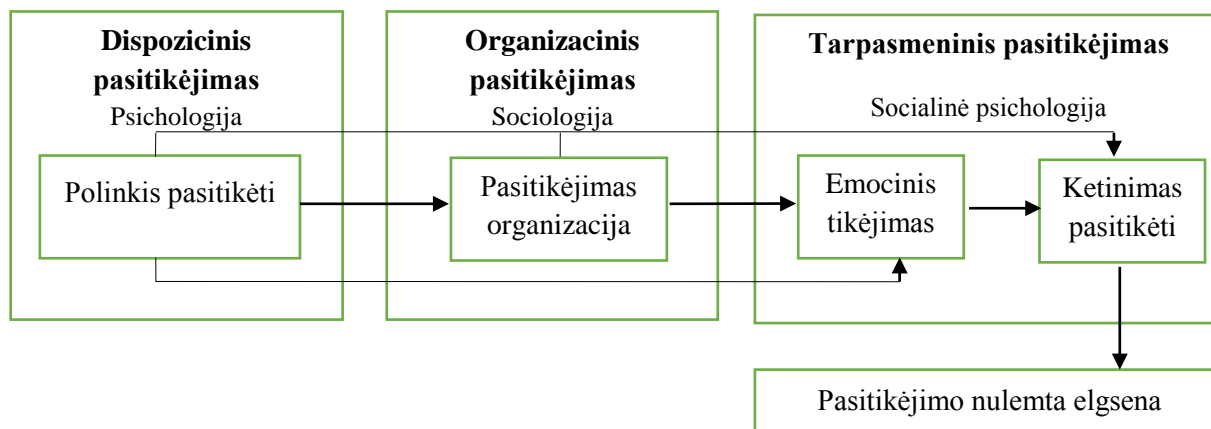 Dispozicinis
pasitikėjimas
Psichologija
Polinkis pasitikėti
Organizacinis
pasitikėjimas
Sociologija
Pasitikėjimas
organizacija
Tarpasmeninis pasitikėjimas
Socialinė psichologija
Emocinis
tikėjimas
Ketinimas
pasitikėti
Pasitikėjimo nulemta elgsena